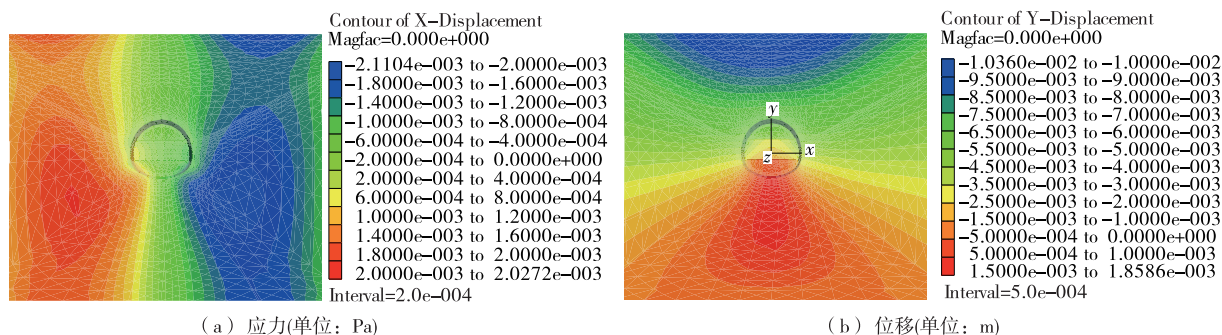 Contour of X-Displacement
Magfac=0.000e+000
-2.1104e-003 to -2.0000e-003
-1.8000e-003 to -1.6000e-003
-1.4000e-003 to -1.2000e-003
-1.0000e-003 to -8.0000e-004
-6.0000e-004 to -4.0000e-004
-2.0000e-004 to 0.0000e+000
2.0000e-004 to 4.0000e-004
6.0000e-004 to 8.0000e-004
1.0000e-003 to 1.2000e-003
1.4000e-003 to 1.6000e-003
1.8000e-003 to 2.0000e-003
2.0000e-003 to 2.0272e-003
Interval=2.0e-004
(a) 应力(单位: Pa)
y
z
x
Contour of Y-Displacement
Magfac=0.000e+000
-1.0360e-002 to -1.0000e-002
-9.5000e-003 to -9.0000e-003
-8.5000e-003 to -8.0000e-003
-7.5000e-003 to -7.0000e-003
-6.5000e-003 to -6.0000e-003
-5.5000e-003 to -5.0000e-003
-4.5000e-003 to -4.0000e-003
-3.5000e-003 to -3.0000e-003
-2.5000e-003 to -2.0000e-003
-1.5000e-003 to -1.0000e-003
-5.0000e-004 to 0.0000e+000
5.0000e-004 to 1.0000e-003
1.5000e-003 to 1.8586e-003
Interval=5.0e-004
(b) 位移(单位: m)